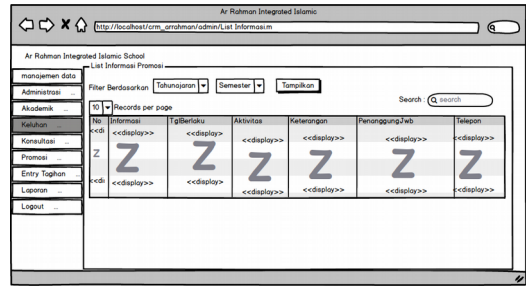 Ar Rahman Integrated Islamic
http://localhost/crm_arrahman/admin/List Informasi.m
Ar Rahman Integrated Islamic School
List Informasi Promosi
manajemen data
Administrasi ...
Akademik ...
Keluhan ...
Konsultasi ...
Promosi ...
Entry Tagihan ...
Laporan ...
Logout ...
Filter Berdasarkan Tahunajaran Semester Tampilkan
Search : search
10 Records per page
No Informasi TglBerlaku Aktivitas Keterangan PenanggungJwb Telepon
<<di <<display>> <<display> <<display>> <<display>> <<display>> <<display>>
Z Z Z Z Z Z Z
<<di <<display>> <<display>> <<display>> <<display>> <<display>> <<display>>